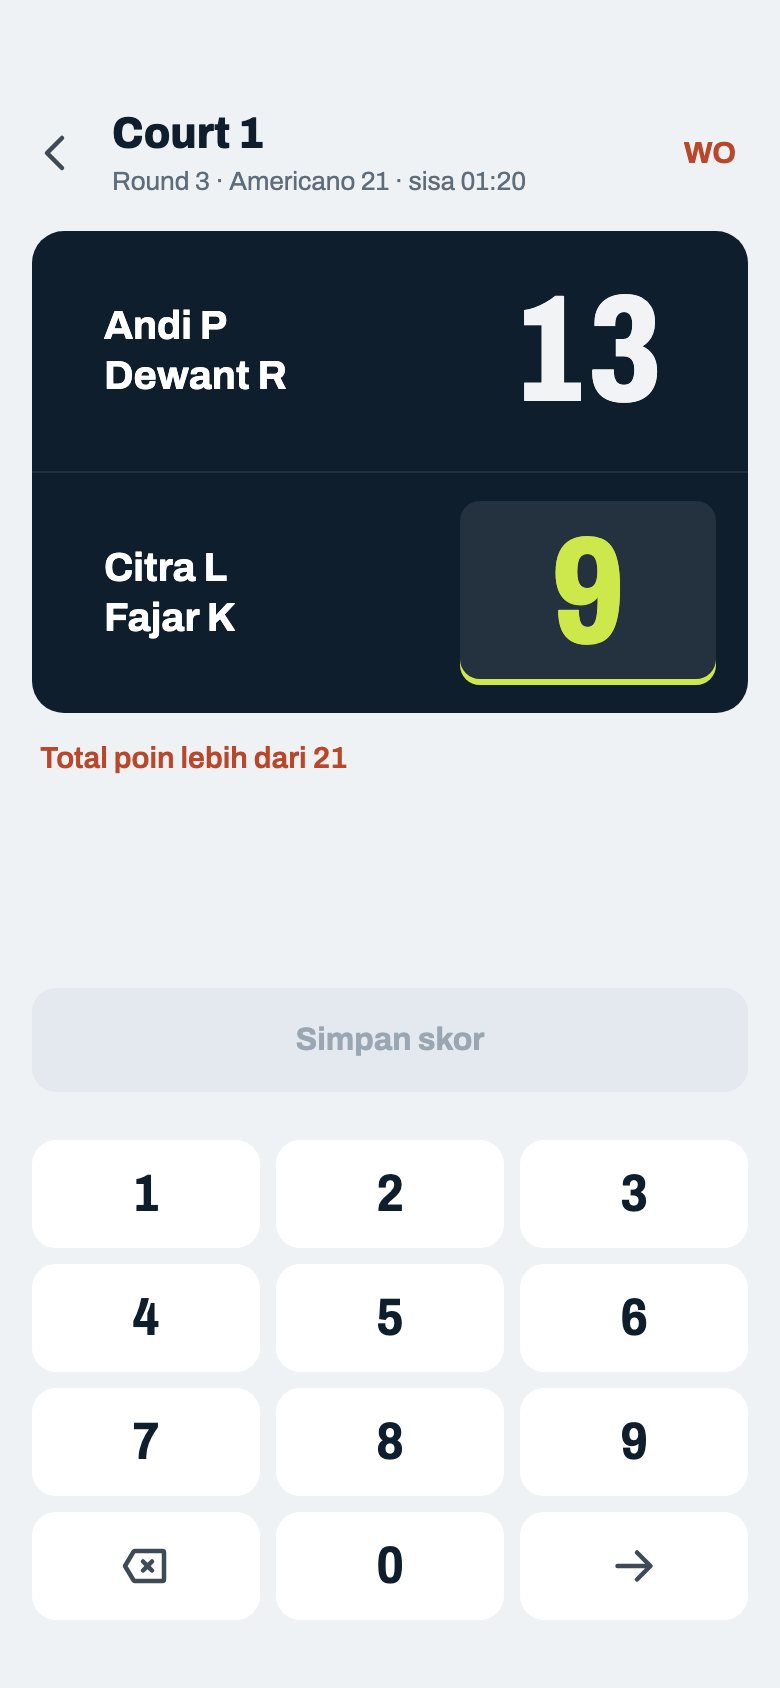 Court 1
WO
Round 3 · Americano 21 · sisa 01:20
Andi P
Dewant R
13
Citra L
Fajar K
9
Total poin lebih dari 21
Simpan skor
1 2 3
4 5 6
7 8 9
0